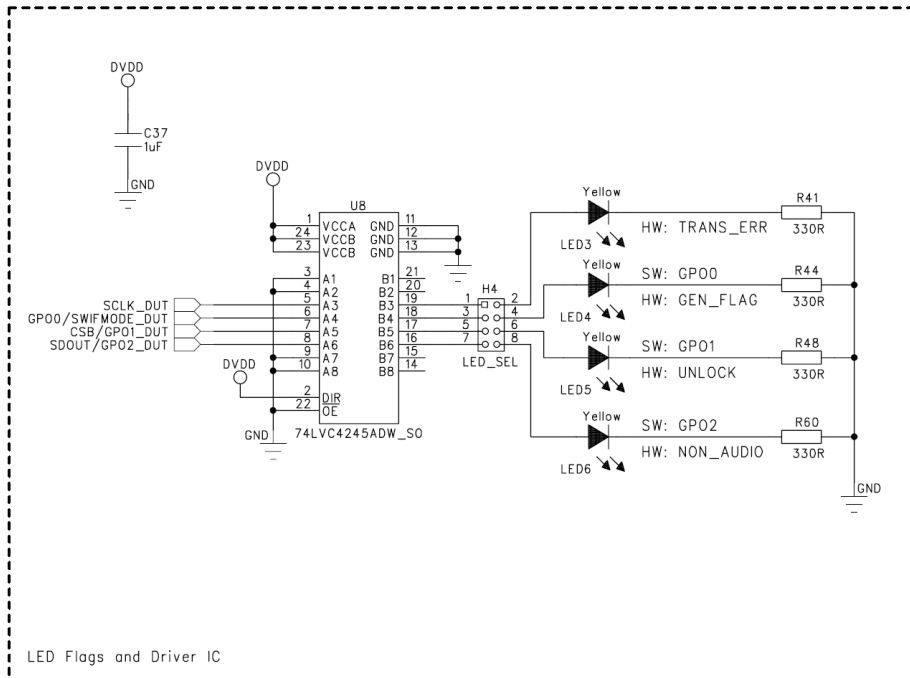 DVDD
C37
1uF
GND
DVDD
U8
1 VCCA GND 11
24 VCCB GND 12
23 VCCB GND 13
3 A1 B1 21
4 A2 B2 20
SCLK_DUT 5 A3 B3 19
GPO0/SWIFMODE_DUT 6 A4 B4 18
CSB/GPO1_DUT 7 A5 B5 17
SDOUT/GPO2_DUT 8 A6 B6 16
9 A7 B7 15
10 A8 B8 14
DVDD
2 DIR
22 OE
GND
74LVC4245ADW_SO
H4
1 2
3 4
5 6
7 8
LED_SEL
Yellow
LED3
HW: TRANS_ERR
R41
330R
Yellow
LED4
SW: GPO0
HW: GEN_FLAG
R44
330R
Yellow
LED5
SW: GPO1
HW: UNLOCK
R48
330R
Yellow
LED6
SW: GPO2
HW: NON_AUDIO
R60
330R
GND
LED Flags and Driver IC